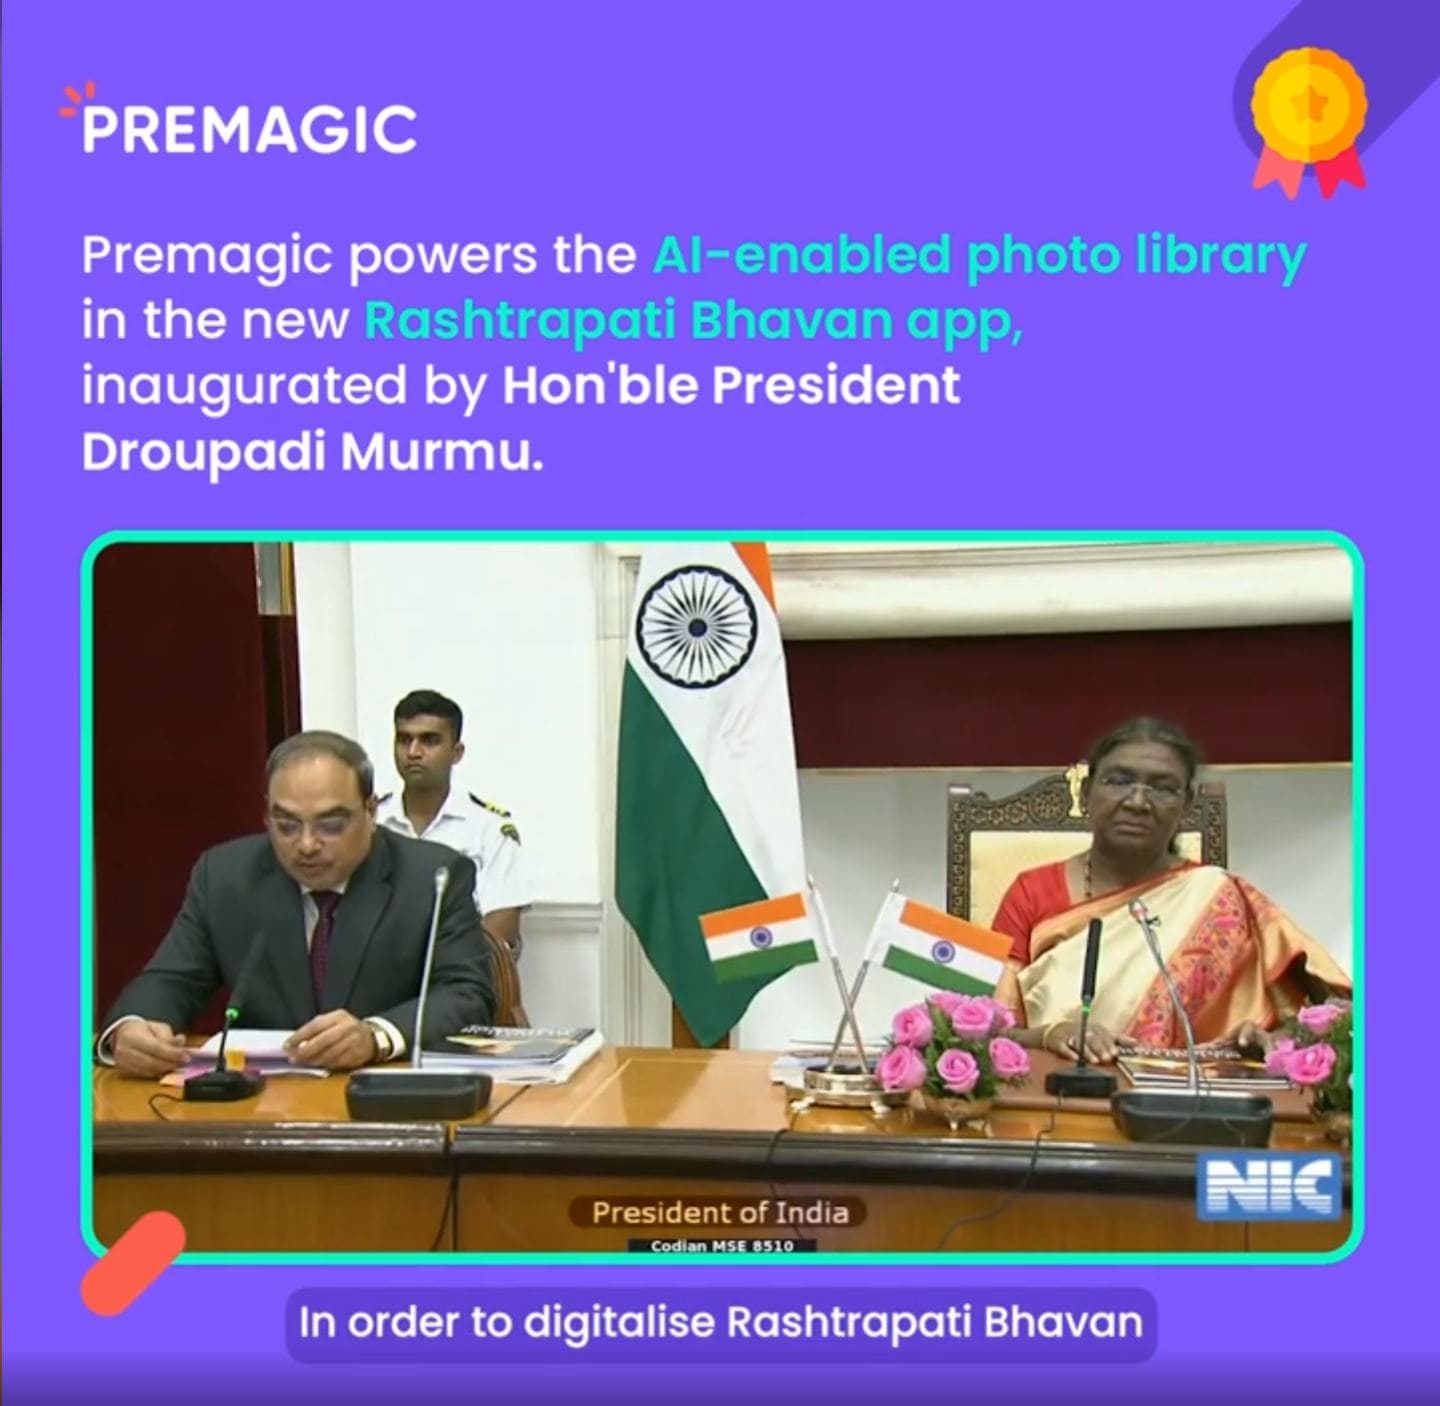 PREMAGIC
Premagic powers the AI-enabled photo library
in the new Rashtrapati Bhavan app,
inaugurated by Hon'ble President
Droupadi Murmu.
NIC
President of India
Codian MSE 8510
In order to digitalise Rashtrapati Bhavan